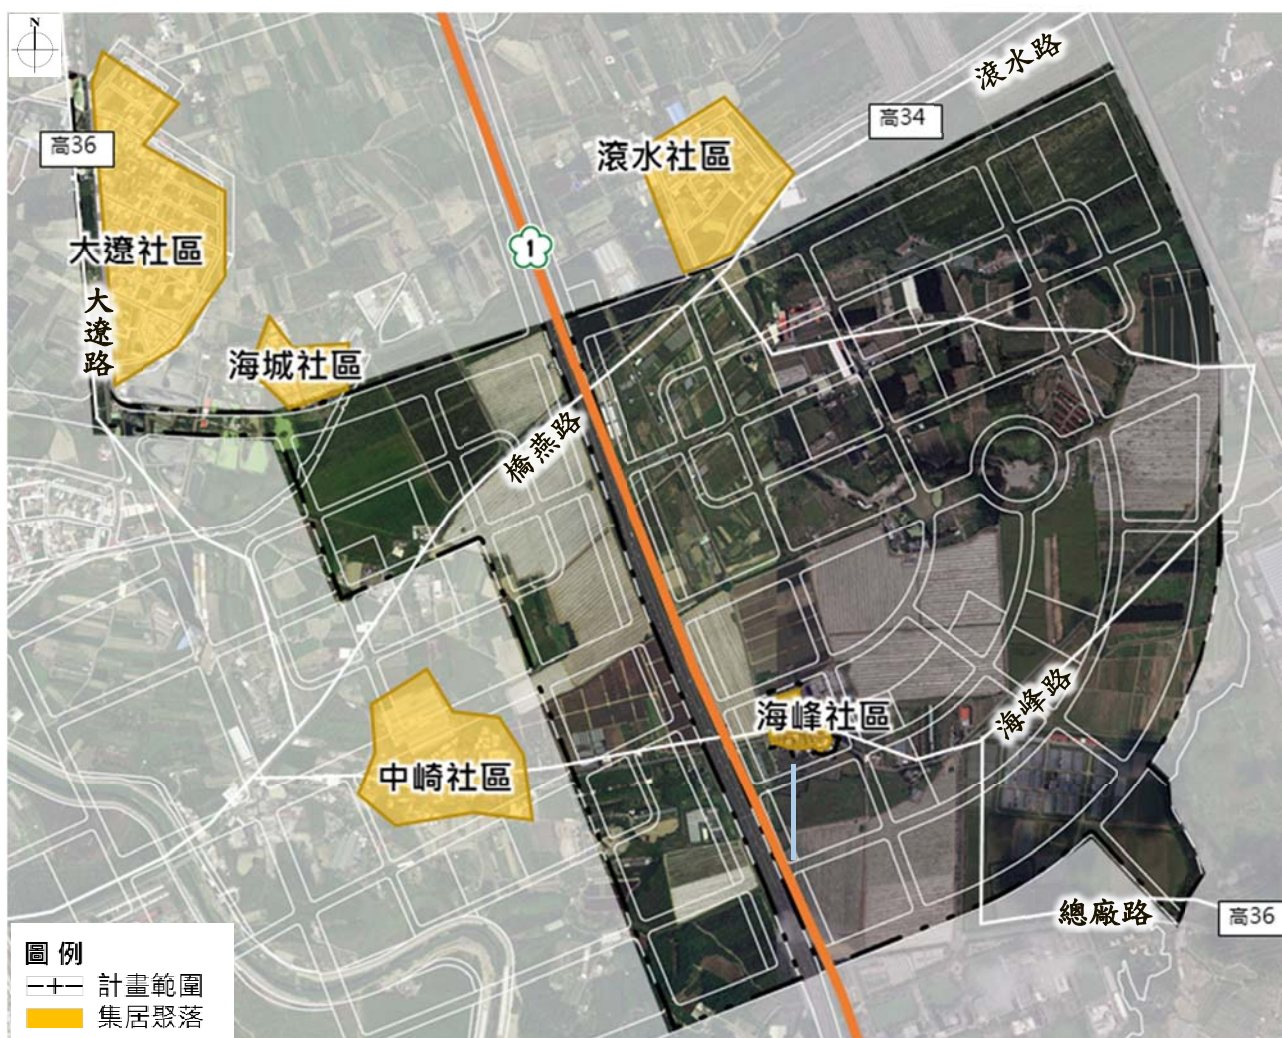 N
滾水路
高34
高36
滾水社區
大遼社區
1
大遼路
海城社區
橋燕路
海峰路
海峰社區
中崎社區
總廠路
高36
圖例
計畫範圍
集居聚落